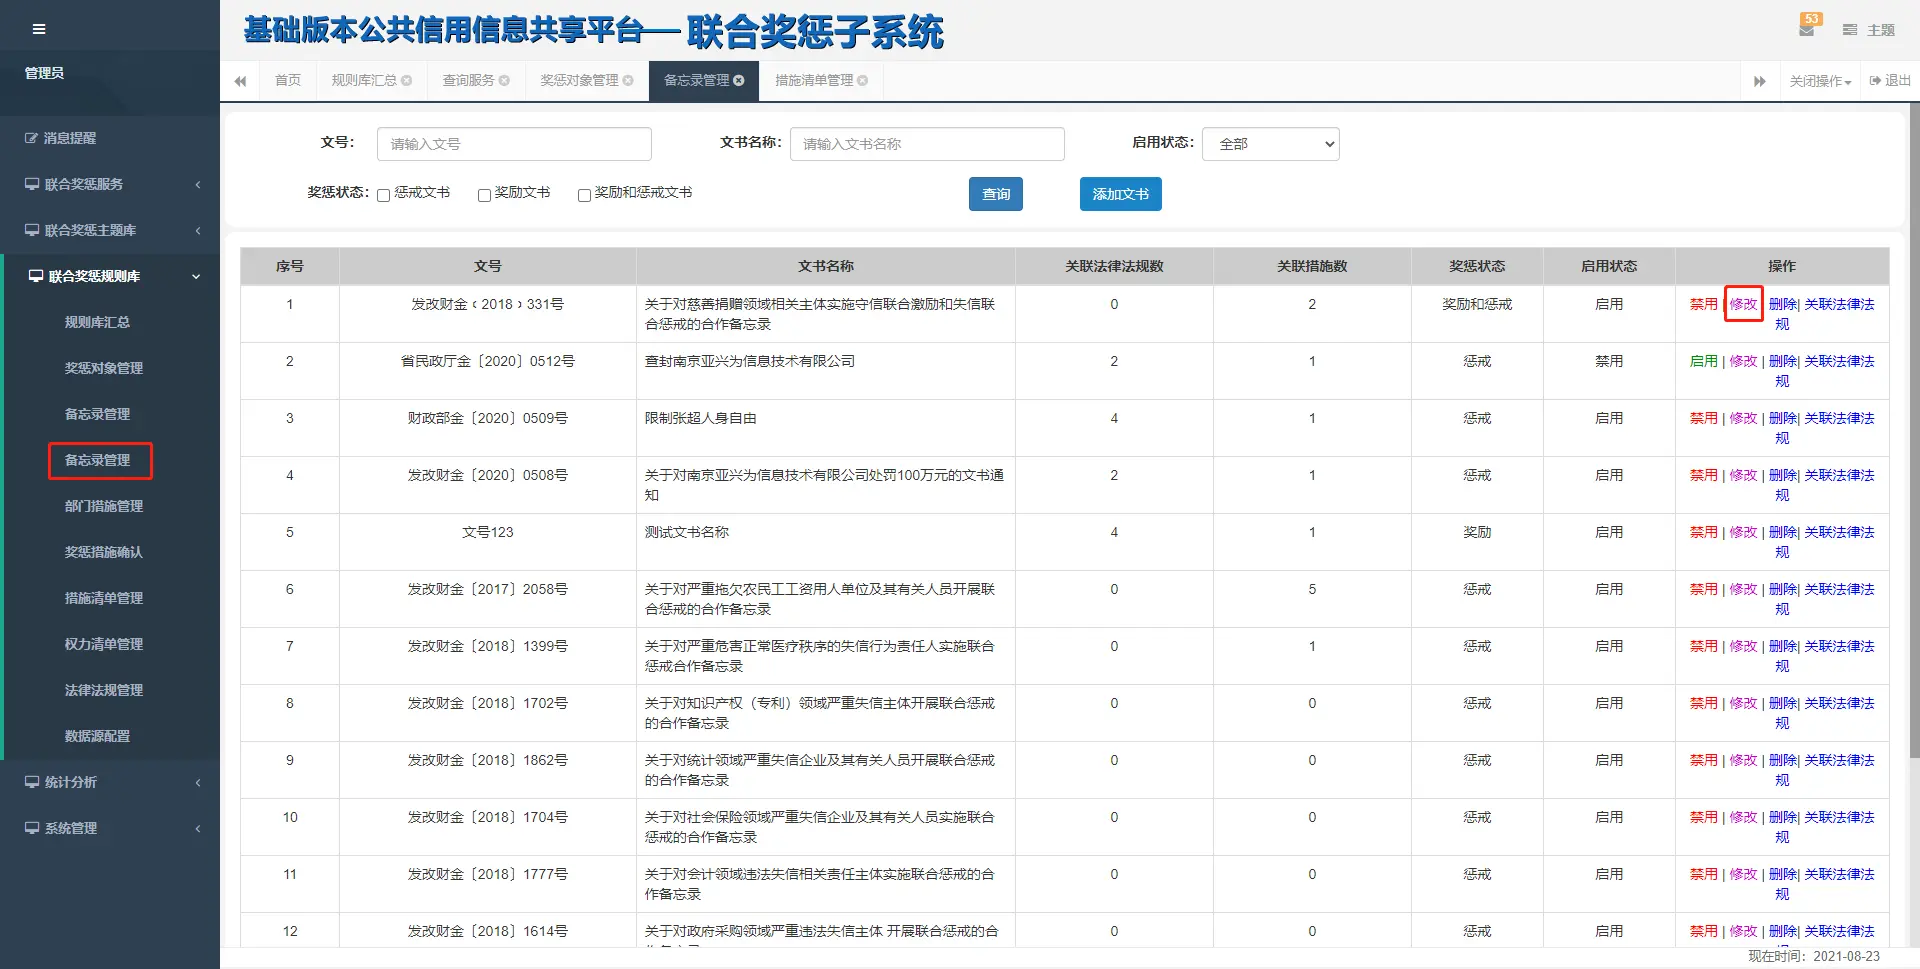 基础版本公共信用信息共享平台—联合奖惩子系统
53
主题
管理员
首页
规则库汇总
查询服务
奖惩对象管理
备忘录管理
措施清单管理
关闭操作
退出
消息提醒
联合奖惩服务
联合奖惩主题库
联合奖惩规则库
规则库汇总
奖惩对象管理
备忘录管理
备忘录管理
部门措施管理
奖惩措施确认
措施清单管理
权力清单管理
法律法规管理
数据源配置
统计分析
系统管理
文号： 请输入文号 文书名称： 请输入文书名称 启用状态： 全部
奖惩状态： 惩戒文书 奖励文书 奖励和惩戒文书 查询 添加文书
序号 文号 文书名称 关联法律法规数 关联措施数 奖惩状态 启用状态 操作
1 发改财金﹝2018﹞331号 关于对慈善捐赠领域相关主体实施守信联合激励和失信联 0 2 奖励和惩戒 启用 禁用 | 修改 | 删除| 关联法律法
合惩戒的合作备忘录 规
2 省民政厅金〔2020〕0512号 查封南京亚兴为信息技术有限公司 2 1 惩戒 禁用 启用 | 修改 | 删除| 关联法律法
规
3 财政部金〔2020〕0509号 限制张超人身自由 4 1 惩戒 启用 禁用 | 修改 | 删除| 关联法律法
规
4 发改财金〔2020〕0508号 关于对南京亚兴为信息技术有限公司处罚100万元的文书通 2 1 惩戒 启用 禁用 | 修改 | 删除| 关联法律法
知 规
5 文号123 测试文书名称 4 1 奖励 启用 禁用 | 修改 | 删除| 关联法律法
规
6 发改财金〔2017〕2058号 关于对严重拖欠农民工工资用人单位及其有关人员开展联 0 5 惩戒 启用 禁用 | 修改 | 删除| 关联法律法
合惩戒的合作备忘录 规
7 发改财金〔2018〕1399号 关于对严重危害正常医疗秩序的失信行为责任人实施联合 0 1 惩戒 启用 禁用 | 修改 | 删除| 关联法律法
惩戒合作备忘录 规
8 发改财金〔2018〕1702号 关于对知识产权（专利）领域严重失信主体开展联合惩戒 0 0 惩戒 启用 禁用 | 修改 | 删除| 关联法律法
的合作备忘录 规
9 发改财金〔2018〕1862号 关于对统计领域严重失信企业及其有关人员开展联合惩戒 0 0 惩戒 启用 禁用 | 修改 | 删除| 关联法律法
的合作备忘录 规
10 发改财金〔2018〕1704号 关于对社会保险领域严重失信企业及其有关人员实施联合 0 0 惩戒 启用 禁用 | 修改 | 删除| 关联法律法
惩戒的合作备忘录 规
11 发改财金〔2018〕1777号 关于对会计领域违法失信相关责任主体实施联合惩戒的合 0 0 惩戒 启用 禁用 | 修改 | 删除| 关联法律法
作备忘录 规
12 发改财金〔2018〕1614号 关于对政府采购领域严重违法失信主体 开展联合惩戒的合 0 0 惩戒 启用 禁用 | 修改 | 删除| 关联法律法
现在时间：2021-08-23